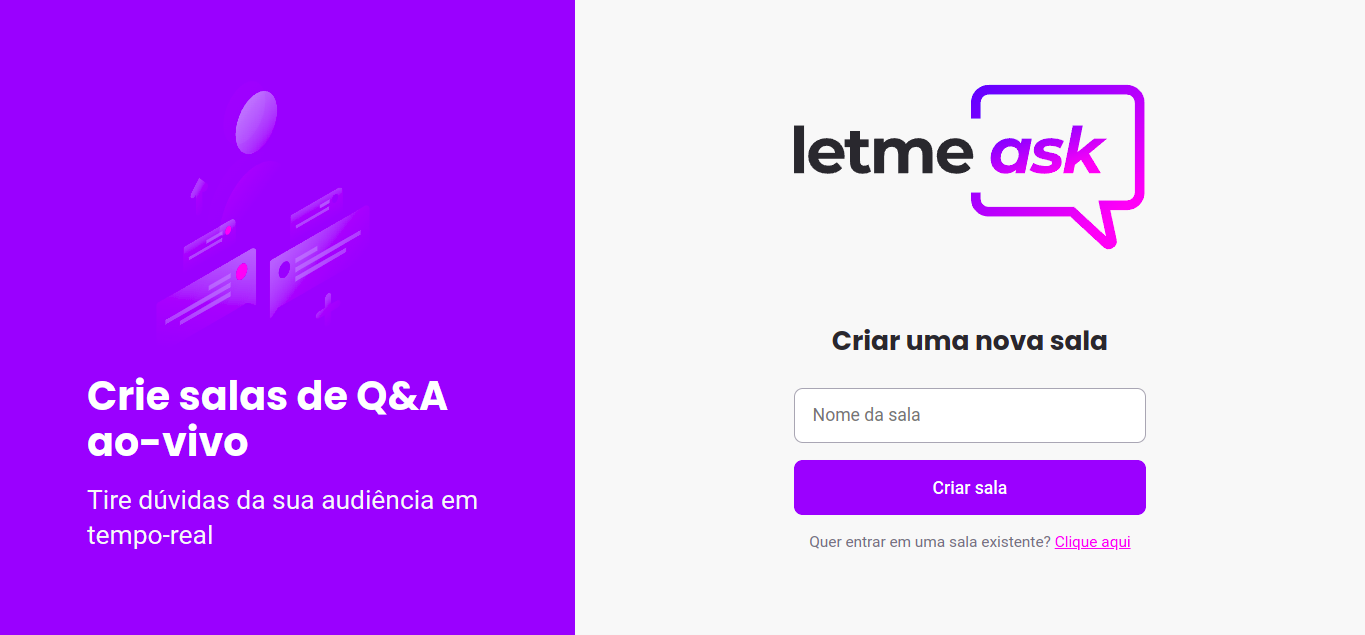 Crie salas de Q&A
ao-vivo
Tire dúvidas da sua audiência em
tempo-real
letme ask
Criar uma nova sala
Nome da sala
Criar sala
Quer entrar em uma sala existente? Clique aqui